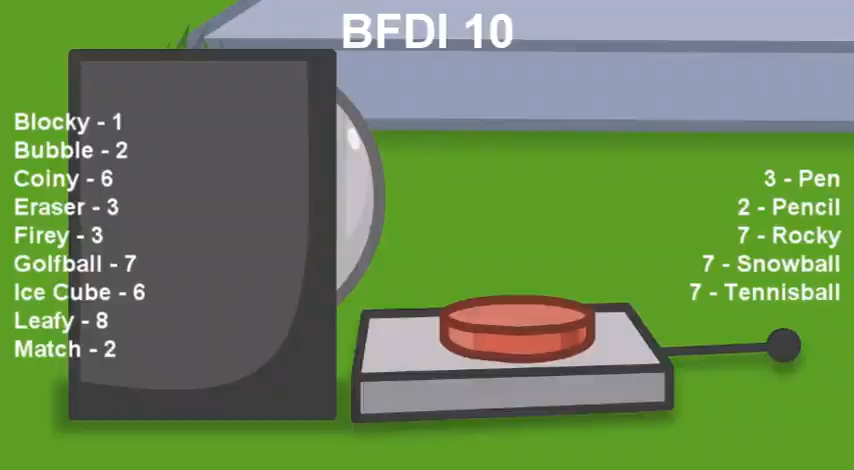 BFDI 10
Blocky - 1
Bubble - 2
Coiny - 6
Eraser - 3
Firey - 3
Golfball - 7
Ice Cube - 6
Leafy - 8
Match - 2
3 - Pen
2 - Pencil
7 - Rocky
7 - Snowball
7 - Tennisball